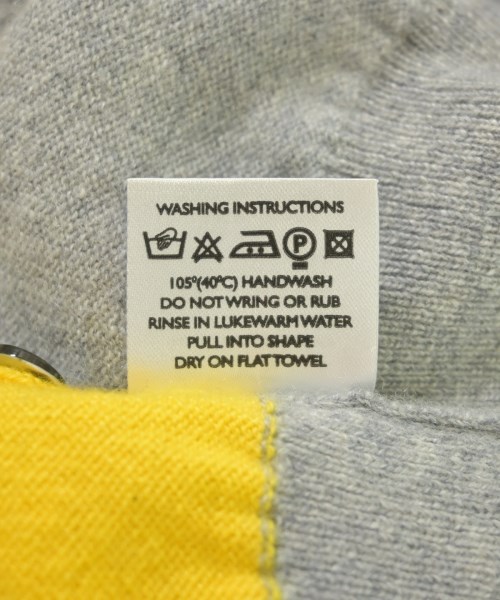 WASHING INSTRUCTIONS
P
105°(40°C) HANDWASH
DO NOT WRING OR RUB
RINSE IN LUKEWARM WATER
PULL INTO SHAPE
DRY ON FLAT TOWEL